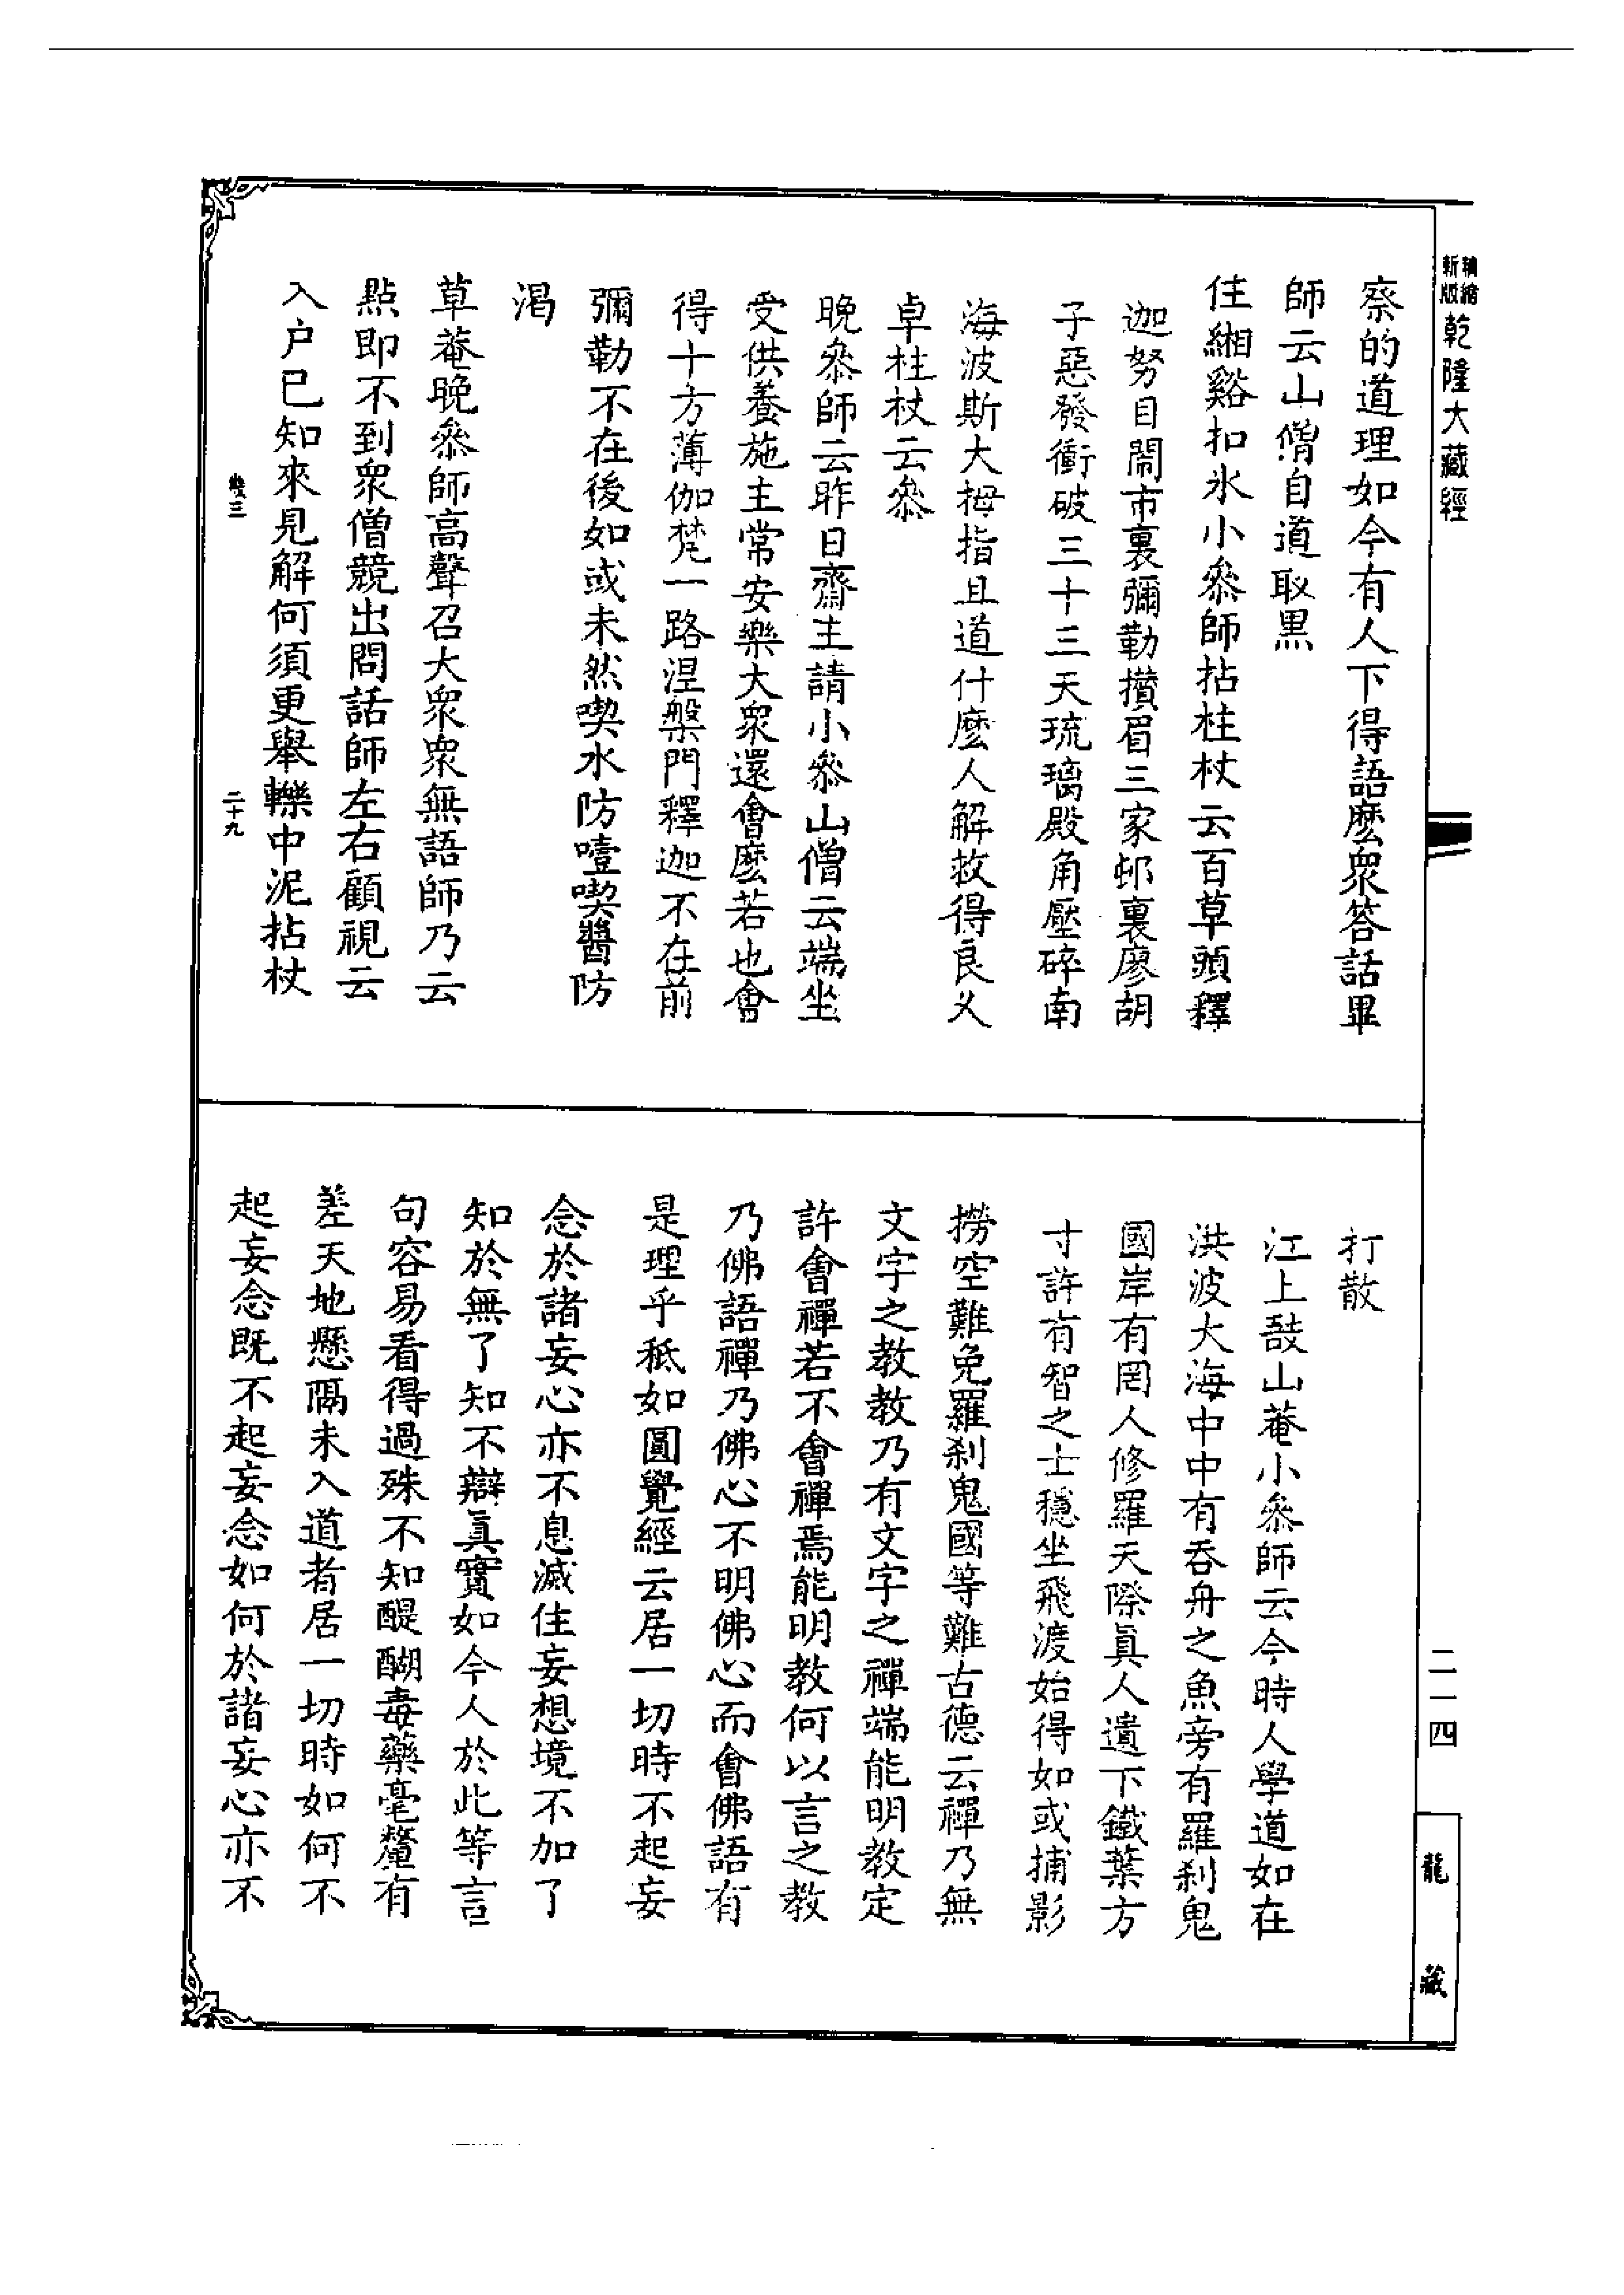 精繪新版乾隆大藏經
察的道理如今有人下得語麼衆答話畢
師云山僧自道取黑
住緗谿扣氷小叅師拈柱杖云百草頭釋
迦努目鬧市裏彌勒攢眉三家邨裏廖胡
子惡發衝破三十三天琉璃殿角壓碎南
海波斯大拇指且道什麼人解救得良乆
卓柱杖云叅
晚叅師云昨日齋主請小叅山僧云端坐
受供養施主常安樂大衆還會麼若也會
得十方薄伽梵一路涅槃門釋迦不在前
彌勒不在後如或未然喫水防噎喫醬防
渴
草菴晚叅師高聲召大衆衆無語師乃云
點即不到衆僧競出問話師左右顧視云
入户已知來見解何須更舉轢中泥拈杖
二十九
打散
江上敔山菴小叅師云今時人學道如在
洪波大海中中有吞舟之魚旁有羅刹鬼
國岸有罔人修羅天際眞人遺下鐵葉方
寸許有智之士穩坐飛渡始得如或捕影
撈空難免羅刹鬼國等難古德云禪乃無
文字之教教乃有文字之禪端能明教定
許會禪若不會禪焉能明教何以言之教
乃佛語禪乃佛心不明佛心而會佛語有
是理乎秪如圓覺經云居一切時不起妄
念於諸妄心亦不息滅住妄想境不加了
知於無了知不辯眞實如今人於此等言
句容易看得過殊不知醍醐毒藥毫釐有
差天地懸隔未入道者居一切時如何不
起妄念既不起妄念如何於諸妄心亦不
二一四
龍藏